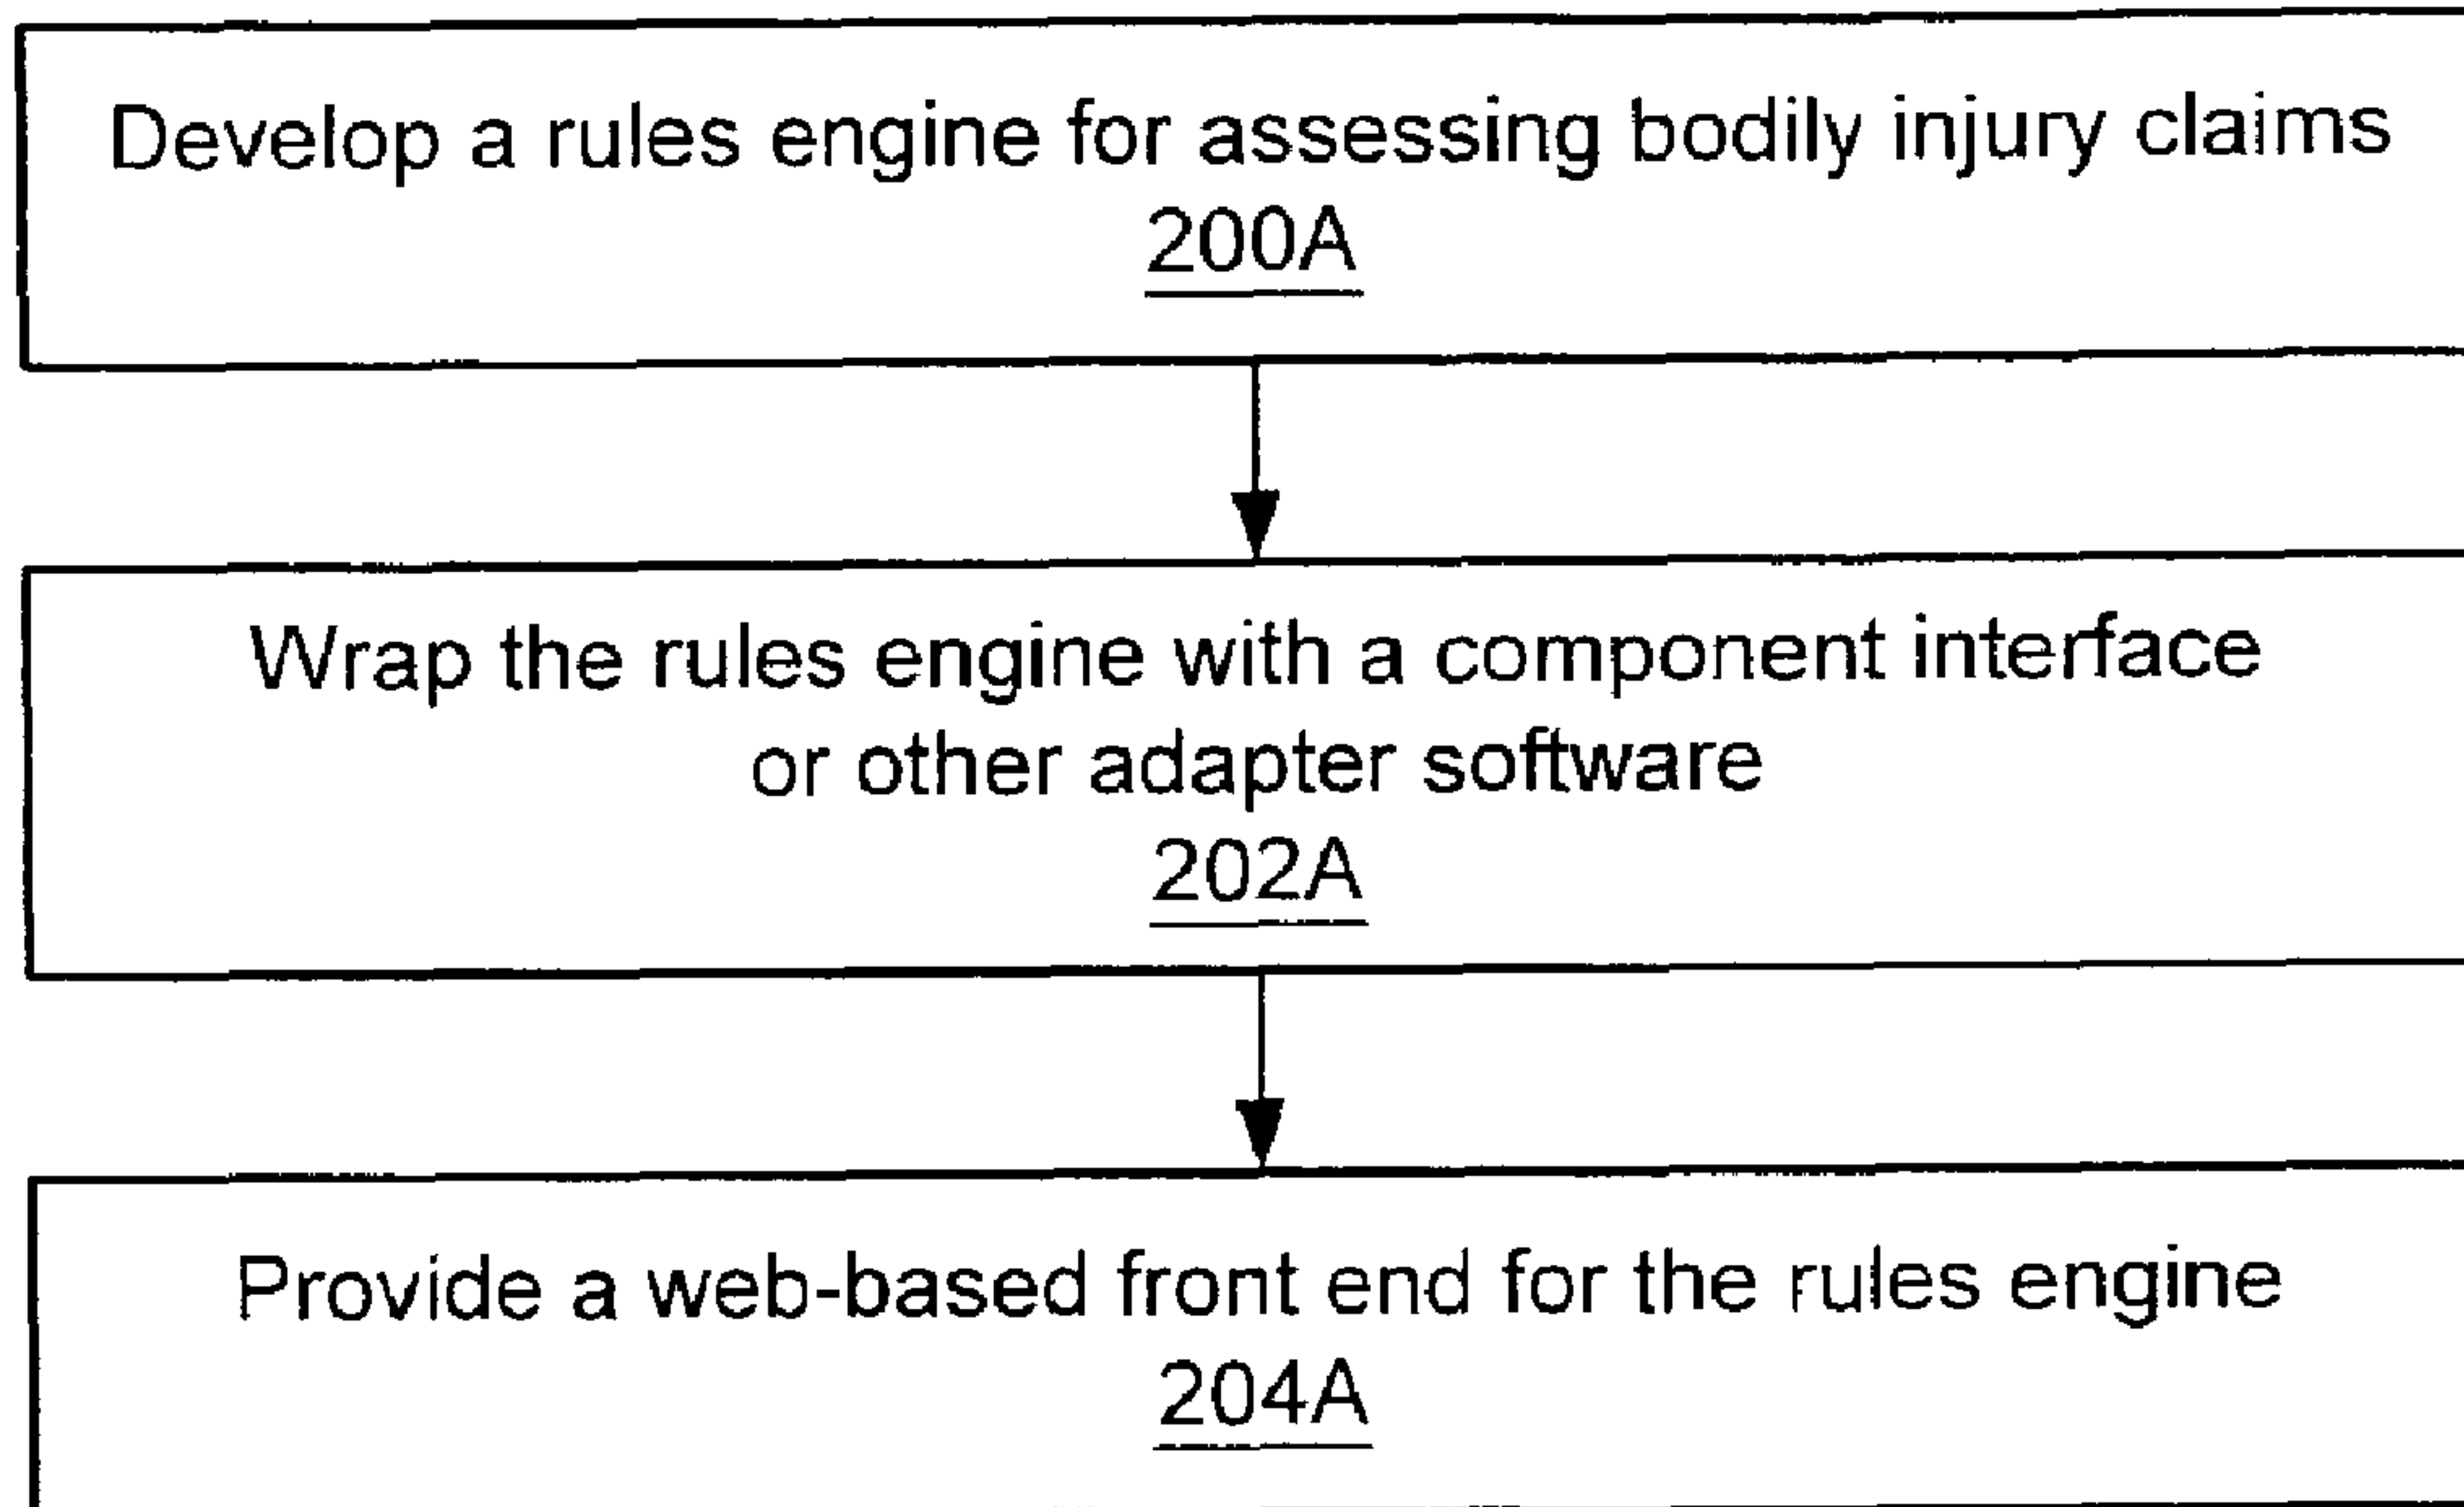 Develop a rules engine for assessing bodily injury claims
200A
Wrap the rules engine with a component interface
or other adapter software
202A
Provide a web-based front end for the rules engine
204A